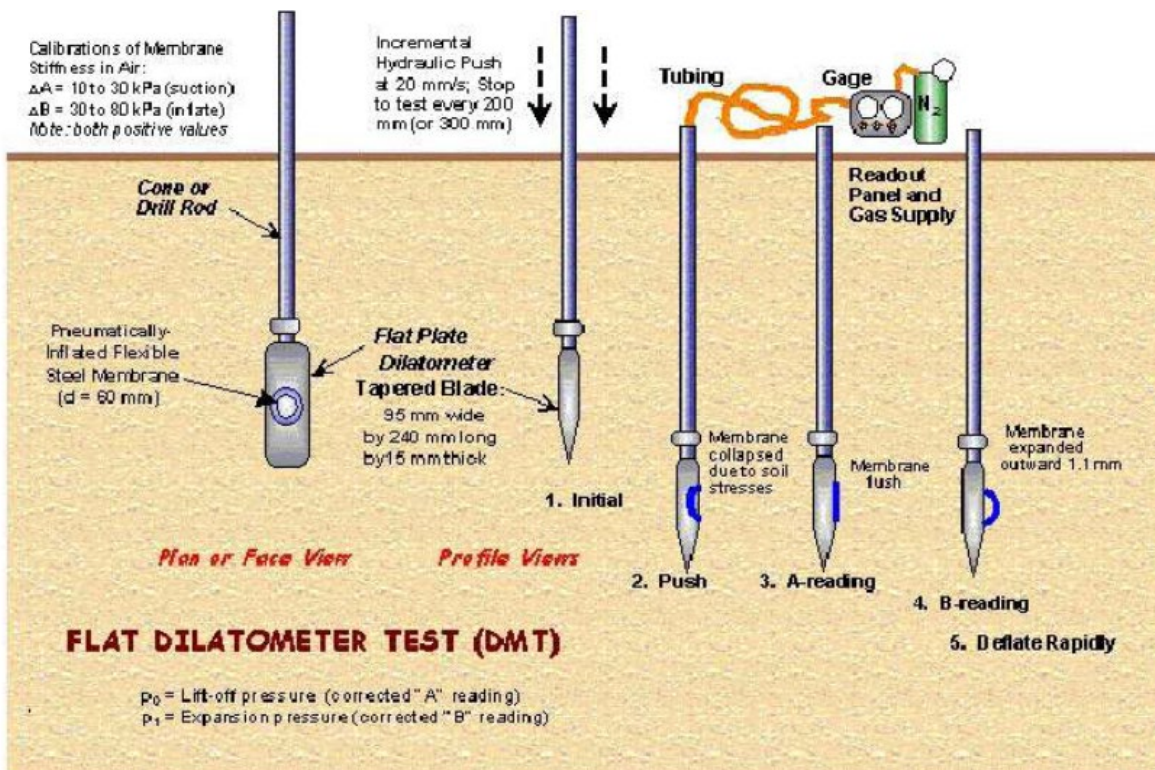 Calibrations of Membrane
Stiffness in Air:
ΔA = 10 to 30 kPa (suction)
ΔB = 30 to 80 kPa (inflate)
Note: both positive values
Incremental
Hydraulic Push
at 20 mm/s; Stop
to test every 200
mm (or 300 mm)
Tubing
Gage
N2
Readout
Panel and
Gas Supply
Cone or
Drill Rod
Pneumatically-
Inflated Flexible
Steel Membrane
(d = 60 mm)
Flat Plate
Dilatometer
Tapered Blade:
95 mm wide
by 240 mm long
by 15 mm thick
1. Initial
Membrane
collapsed
due to soil
stresses
Membrane
flush
Membrane
expanded
outward 1.1 mm
Plan or Face View
Profile Views
2. Push
3. A-reading
4. B-reading
5. Deflate Rapidly
FLAT DILATOMETER TEST (DMT)
p0 = Lift-off pressure (corrected "A" reading)
p1 = Expansion pressure (corrected "B" reading)